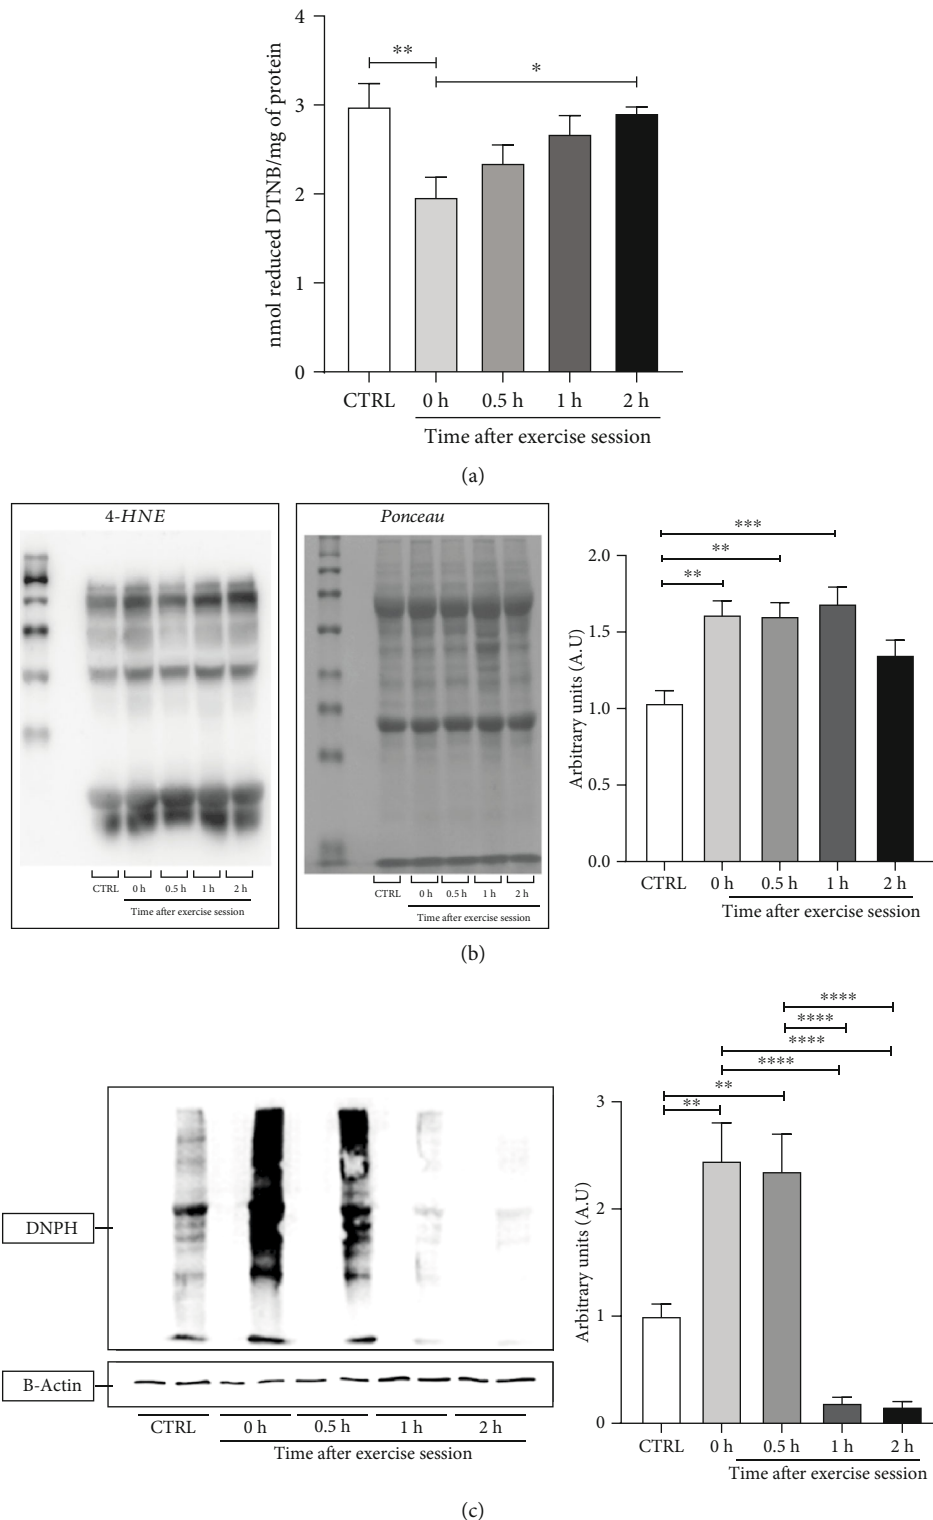 4
3
2
1
0
nmol reduced DTNB/mg of protein
**
*
CTRL 0 h 0.5 h 1 h 2 h
Time after exercise session
(a)
4-HNE
CTRL 0 h 0.5 h 1 h 2 h
Time after exercise session
Ponceau
CTRL 0 h 0.5 h 1 h 2 h
Time after exercise session
***
**
**
2.0
1.5
1.0
0.5
0.0
Arbitrary units (A.U)
CTRL 0 h 0.5 h 1 h 2 h
Time after exercise session
(b)
DNPH
B-Actin
CTRL 0 h 0.5 h 1 h 2 h
Time after exercise session
****
****
****
****
**
**
3
2
1
0
Arbitrary units (A.U)
CTRL 0 h 0.5 h 1 h 2 h
Time after exercise session
(c)